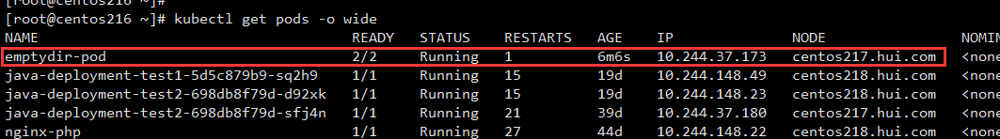 [root@centos216 ~]#
[root@centos216 ~]# kubectl get pods -o wide
NAME READY STATUS RESTARTS AGE IP NODE NOMIN
emptydir-pod 2/2 Running 1 6m6s 10.244.37.173 centos217.hui.com <none
java-deployment-test1-5d5c879b9-sq2h9 1/1 Running 15 19d 10.244.148.49 centos218.hui.com <none
java-deployment-test2-698db8f79d-d92xk 1/1 Running 15 19d 10.244.148.23 centos218.hui.com <none
java-deployment-test2-698db8f79d-sfj4n 1/1 Running 21 39d 10.244.37.180 centos217.hui.com <none
nginx-php 1/1 Running 27 44d 10.244.148.22 centos218.hui.com <none